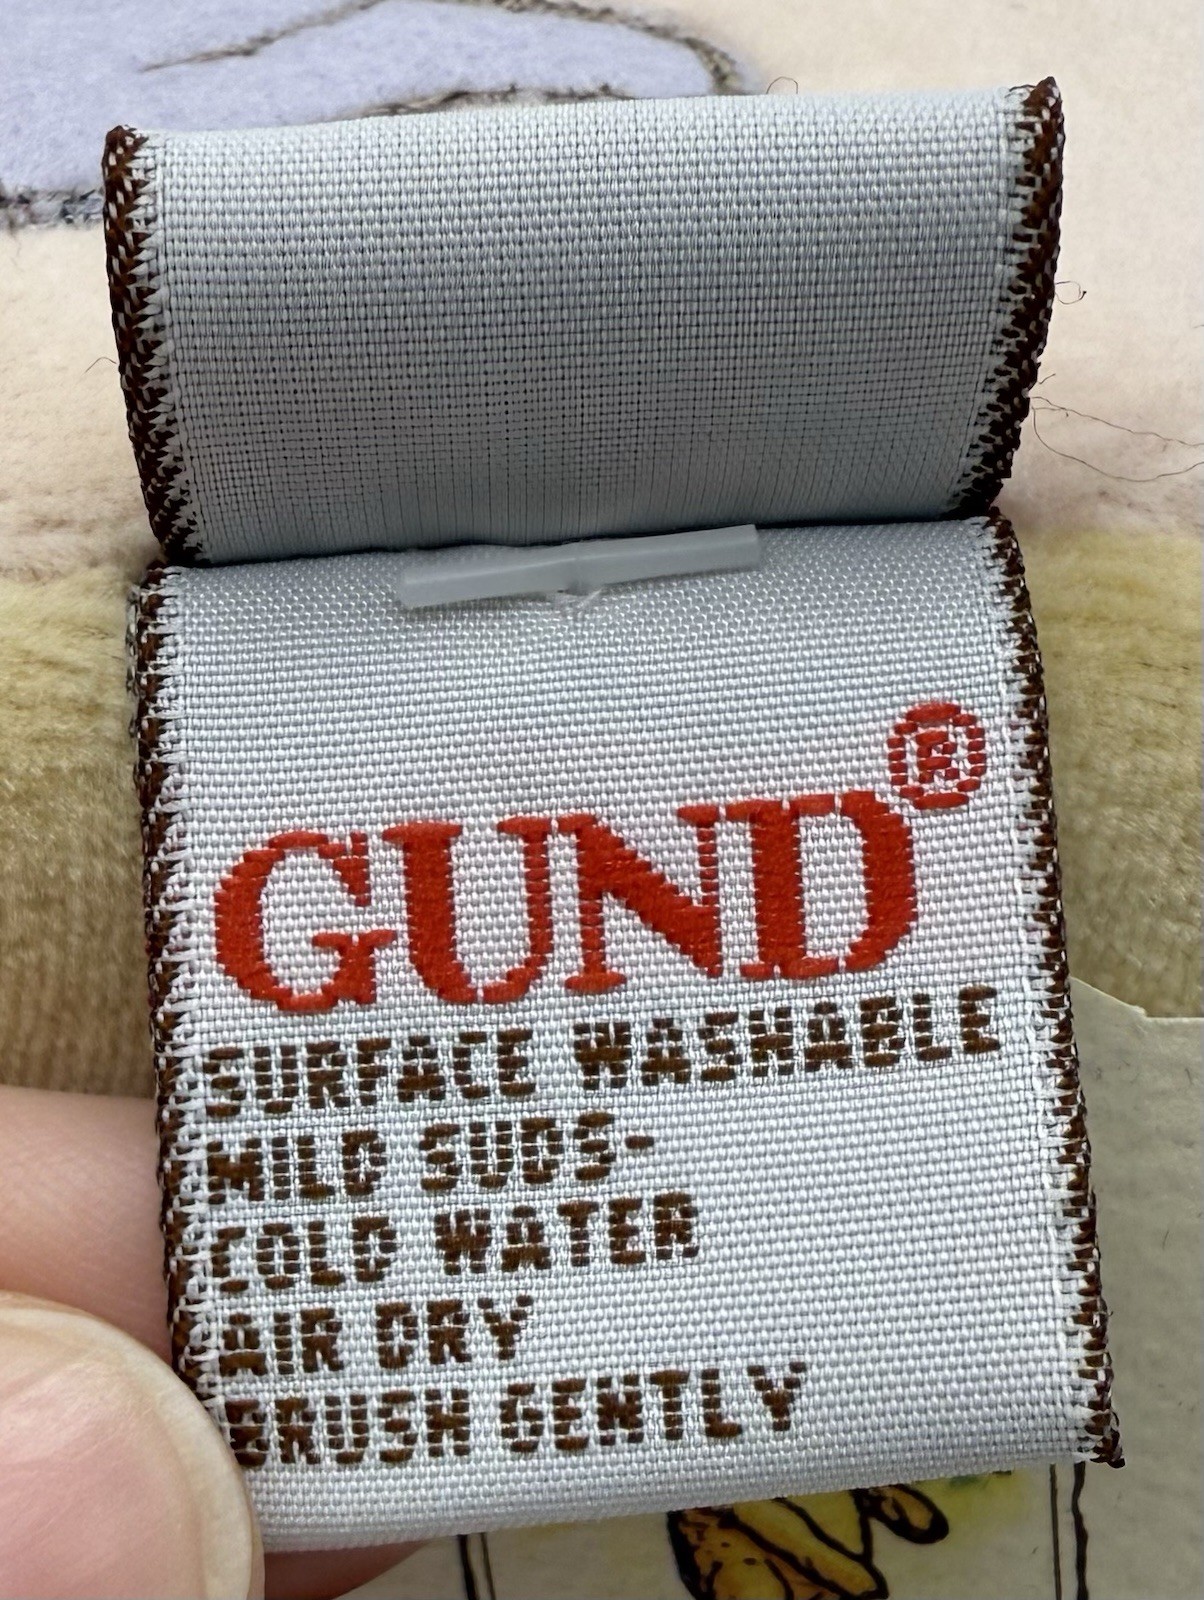 GUND®
SURFACE WASHABLE
MILD SUDS-
COLD WATER
AIR DRY
BRUSH GENTLY